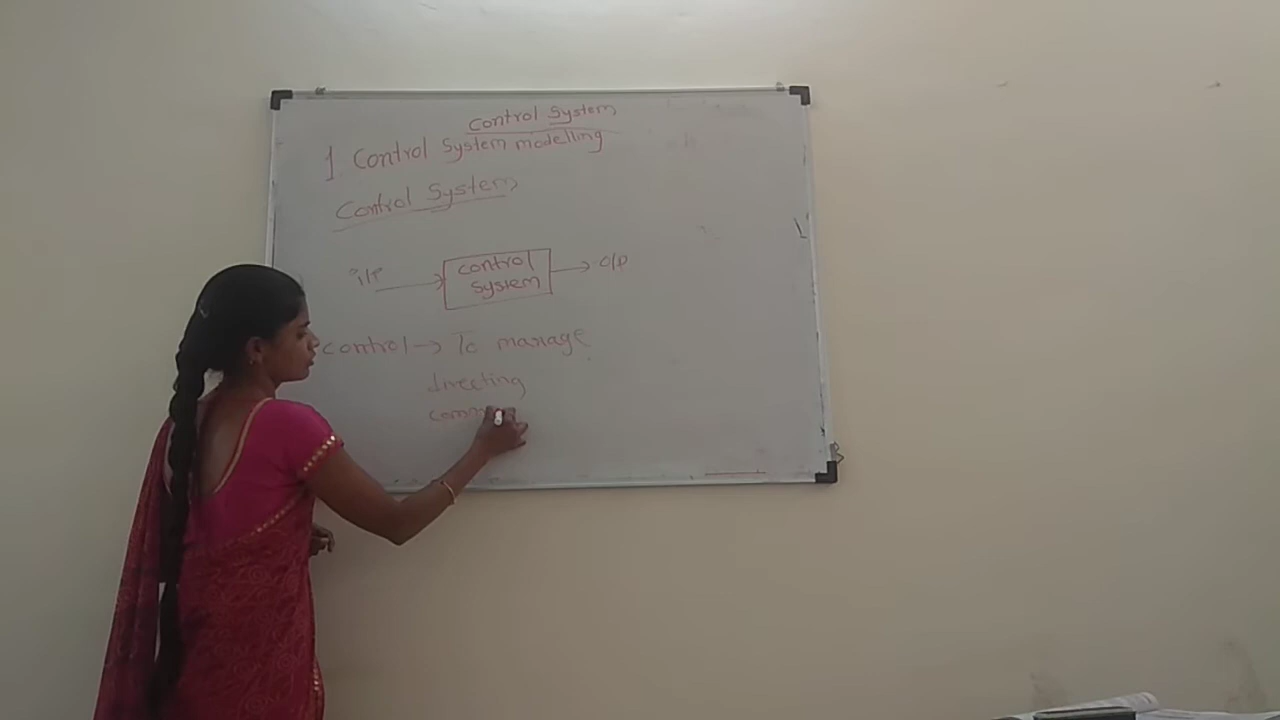 Control System
1 Control System modelling
Control System
i/P
control
system
O/P
control → To manage
directing
comm